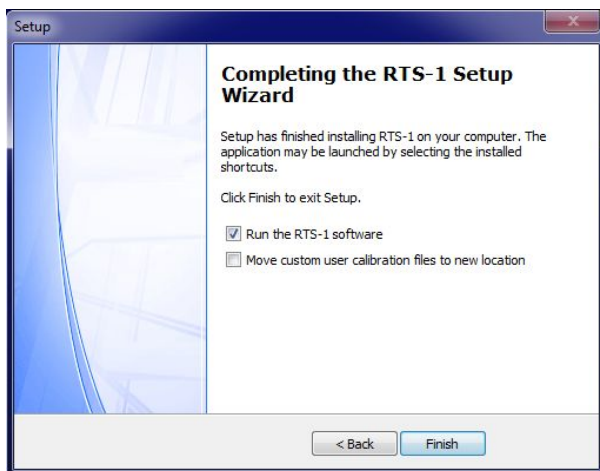 Setup
Completing the RTS-1 Setup
Wizard
Setup has finished installing RTS-1 on your computer. The
application may be launched by selecting the installed
shortcuts.
Click Finish to exit Setup.
Run the RTS-1 software
Move custom user calibration files to new location
< Back
Finish